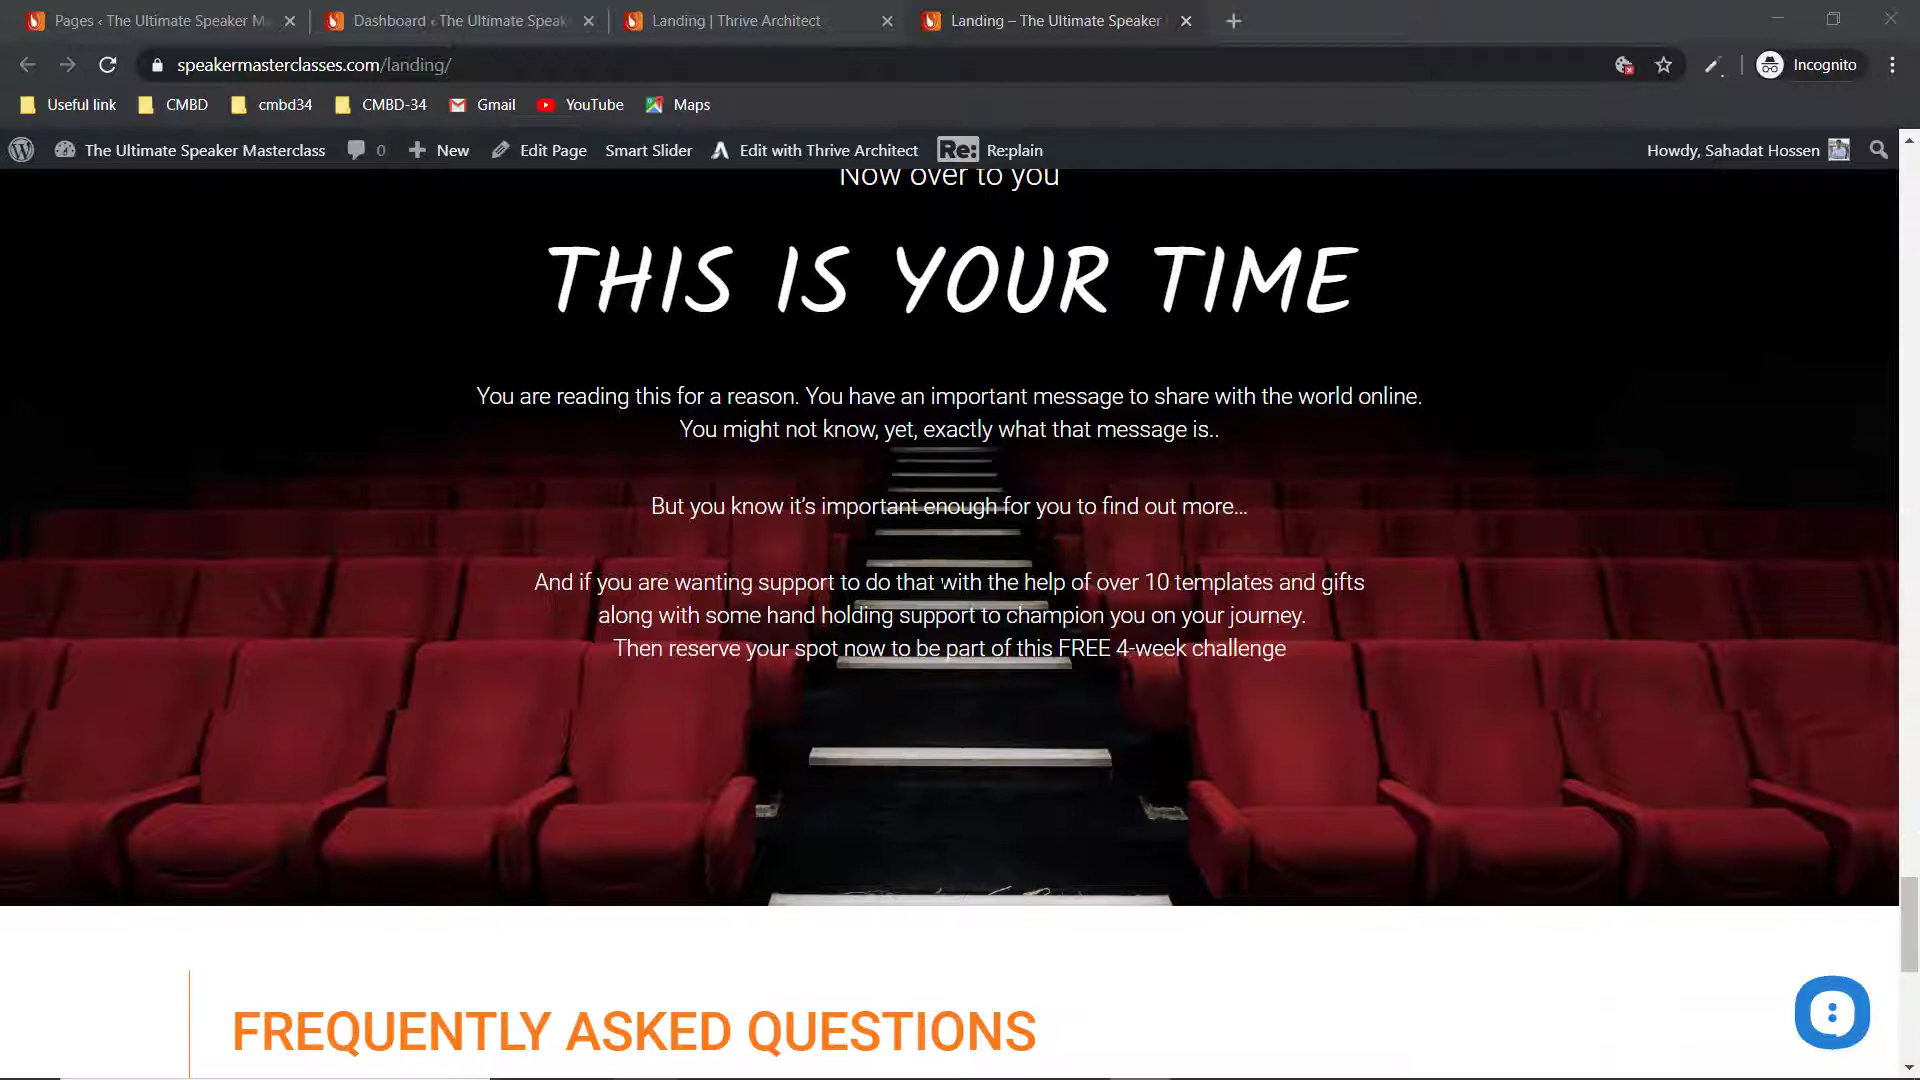 Pages ‹ The Ultimate Speaker M
Dashboard ‹ The Ultimate Speak
Landing | Thrive Architect
Landing – The Ultimate Speaker
speakermasterclasses.com/landing/
Incognito
Useful link
CMBD
cmbd34
CMBD-34
Gmail
YouTube
Maps
The Ultimate Speaker Masterclass
0
New
Edit Page
Smart Slider
Edit with Thrive Architect
Re: Re:plain
Howdy, Sahadat Hossen
Now over to you
THIS IS YOUR TIME
You are reading this for a reason. You have an important message to share with the world online.
You might not know, yet, exactly what that message is..
But you know it’s important enough for you to find out more…
And if you are wanting support to do that with the help of over 10 templates and gifts
along with some hand holding support to champion you on your journey.
Then reserve your spot now to be part of this FREE 4-week challenge
FREQUENTLY ASKED QUESTIONS